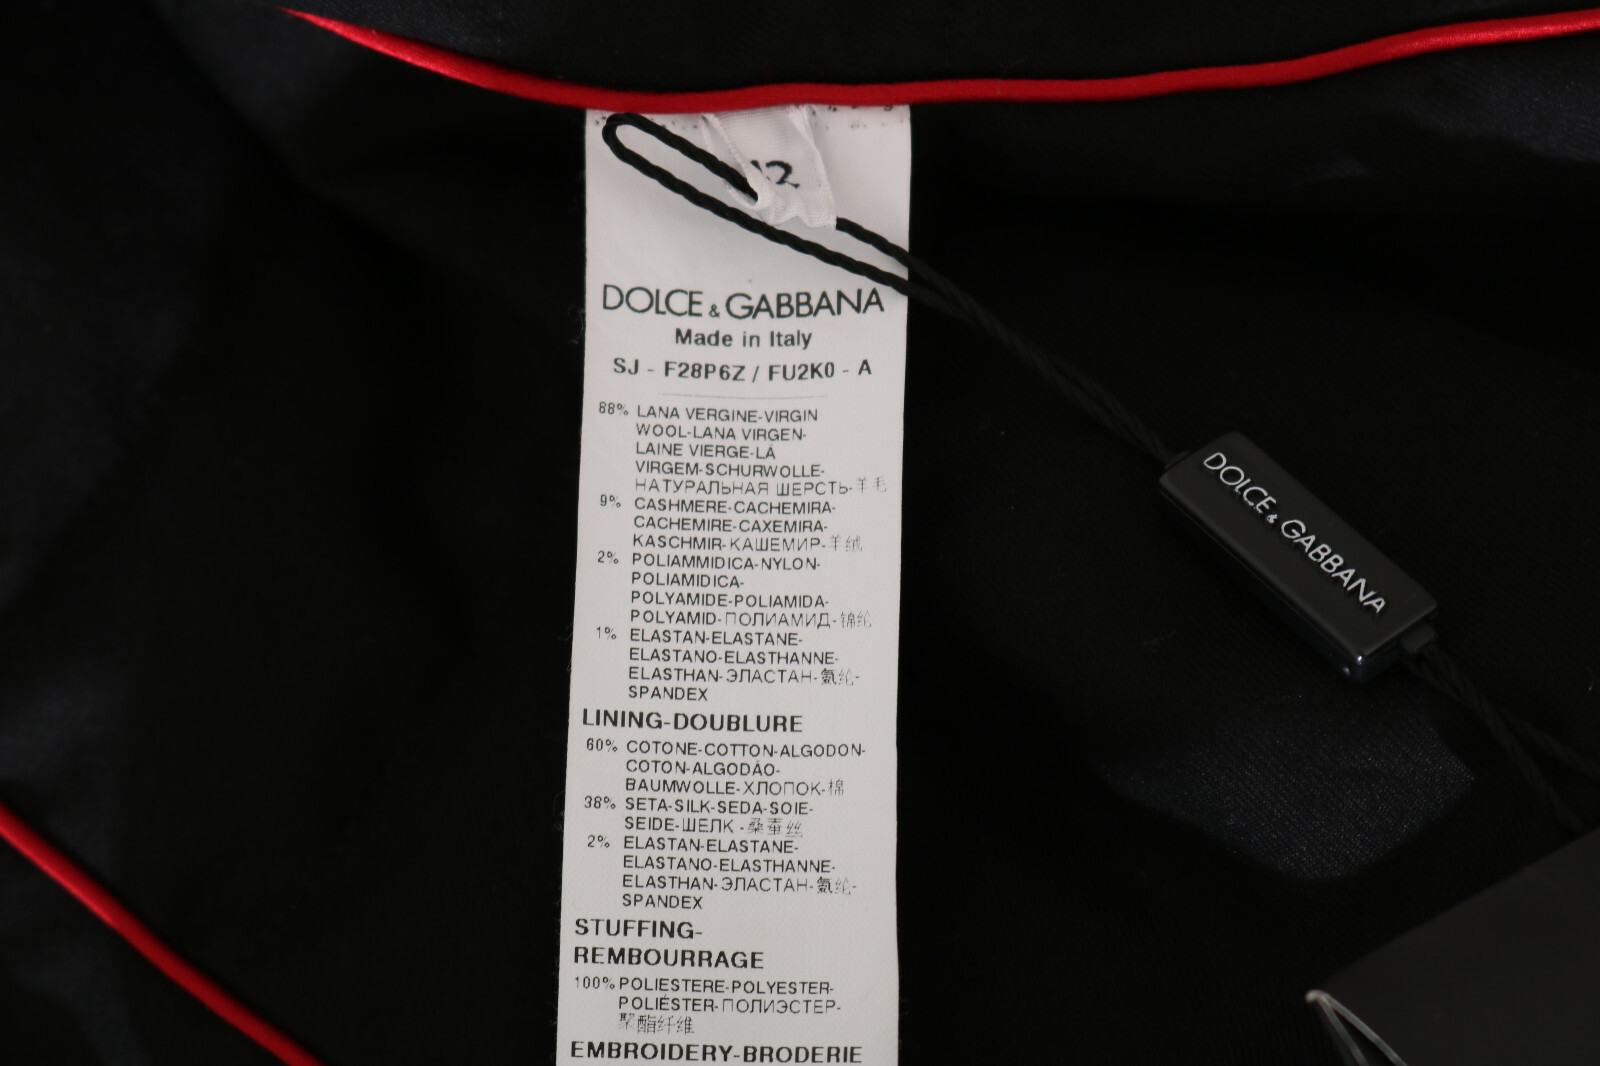 DOLCE & GABBANA
Made in Italy
SJ - F28P6Z / FU2K0 - A
88% LANA VERGINE-VIRGIN
WOOL-LANA VIRGEN-
LAINE VIERGE-LÀ
VIRGEM-SCHURWOLLE-
НАТУРАЛЬНАЯ ШЕРСТЬ-羊毛
9% CASHMERE-CACHEMIRA-
CACHEMIRE-CAXEMIRA-
KASCHMIR-КАШЕМИР-羊绒
2% POLIAMMIDICA-NYLON-
POLIAMIDICA-
POLYAMIDE-POLIAMIDA-
POLYAMID-ПОЛИАМИД-锦纶
1% ELASTAN-ELASTANE-
ELASTANO-ELASTHANNE-
ELASTHAN-ЭЛАСТАН-氨纶-
SPANDEX
LINING-DOUBLURE
60% COTONE-COTTON-ALGODON-
COTON-ALGODÃO-
BAUMWOLLE-ХЛОПОК-棉
38% SETA-SILK-SEDA-SOIE-
SEIDE-ШЕЛК -桑蚕丝
2% ELASTAN-ELASTANE-
ELASTANO-ELASTHANNE-
ELASTHAN-ЭЛАСТАН-氨纶-
SPANDEX
STUFFING-
REMBOURRAGE
100% POLIESTERE-POLYESTER-
POLIÉSTER-ПОЛИЭСТЕР-
聚酯纤维
EMBROIDERY-BRODERIE
DOLCE & GABBANA